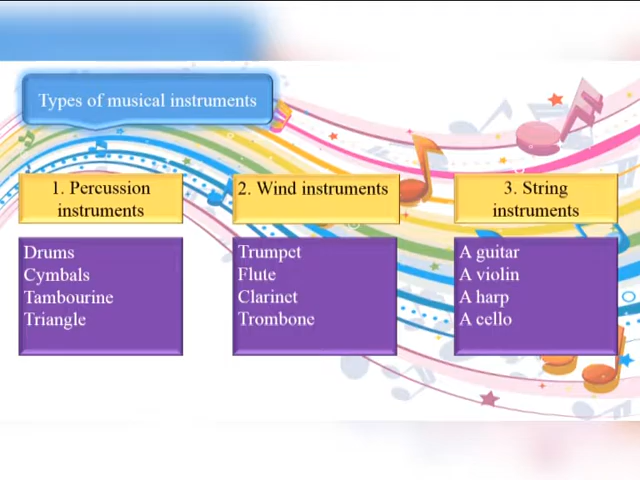 Types of musical instruments
1. Percussion
instruments
2. Wind instruments
3. String
instruments
Drums
Cymbals
Tambourine
Triangle
Trumpet
Flute
Clarinet
Trombone
A guitar
A violin
A harp
A cello